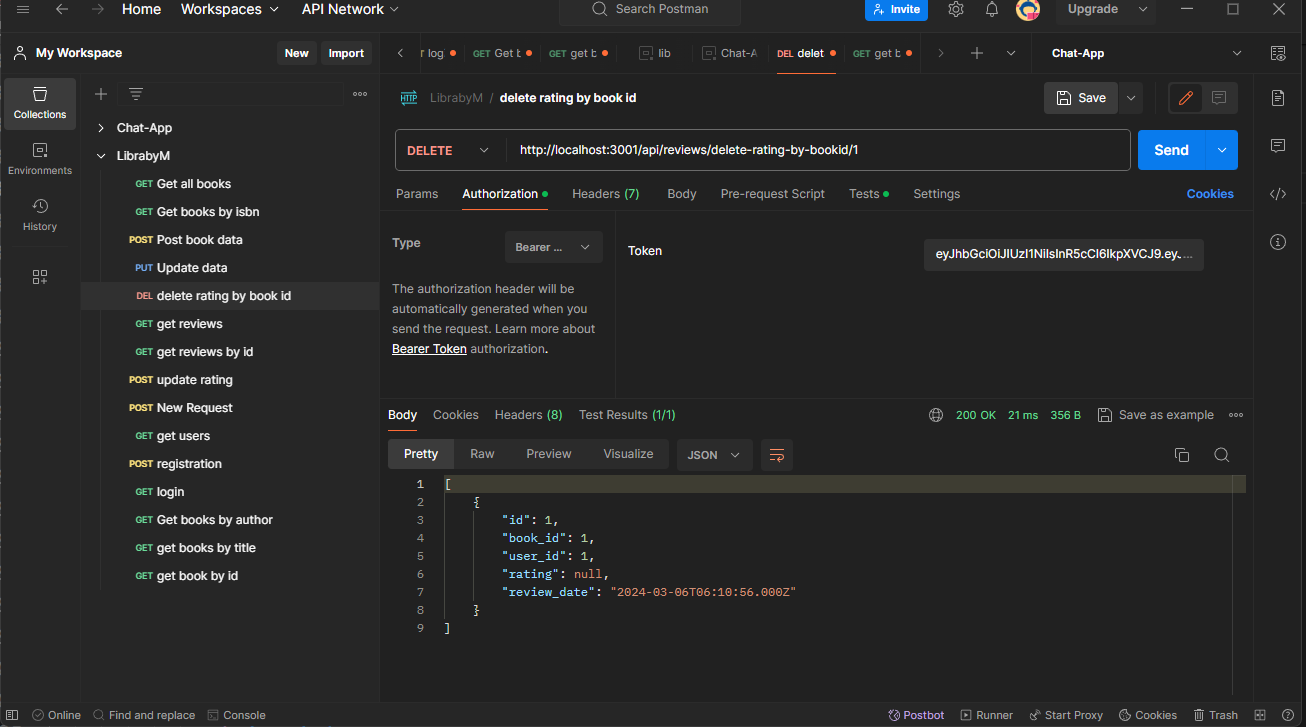 Home Workspaces API Network Search Postman Invite Upgrade
My Workspace New Import r log GET Get b GET get b lib Chat-A DEL delet GET get b Chat-App
Collections
Environments
History
Chat-App
LibrabyM
GET Get all books
GET Get books by isbn
POST Post book data
PUT Update data
DEL delete rating by book id
GET get reviews
GET get reviews by id
POST update rating
POST New Request
GET get users
POST registration
GET login
GET Get books by author
GET get books by title
GET get book by id
HTTP LibrabyM / delete rating by book id Save
DELETE http://localhost:3001/api/reviews/delete-rating-by-bookid/1 Send
Params Authorization Headers (7) Body Pre-request Script Tests Settings Cookies
Type Bearer ...
The authorization header will be
automatically generated when you
send the request. Learn more about
Bearer Token authorization.
Token
Body Cookies Headers (8) Test Results (1/1) 200 OK 21 ms 356 B Save as example
Pretty Raw Preview Visualize JSON
1 [
2 {
3 "id": 1,
4 "book_id": 1,
5 "user_id": 1,
6 "rating": null,
7 "review_date": "2024-03-06T06:10:56.000Z"
8 }
9 ]
Online Find and replace Console Postbot Runner Start Proxy Cookies Trash